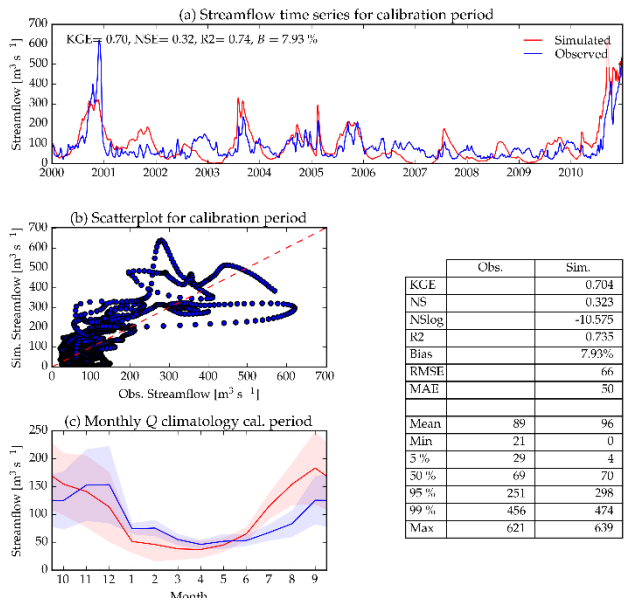 (a) Streamflow time series for calibration period
KGE= 0.70, NSE= 0.32, R2= 0.74, B = 7.93 %
Simulated
Observed
Streamflow [m³ s⁻¹]
700
600
500
400
300
200
100
0
2000 2001 2002 2003 2004 2005 2006 2007 2008 2009 2010
(b) Scatterplot for calibration period
Sim. Streamflow [m³ s⁻¹]
700
600
500
400
300
200
100
0
0 100 200 300 400 500 600 700
Obs. Streamflow [m³ s⁻¹]
(c) Monthly Q climatology cal. period
Streamflow [m³ s⁻¹]
250
200
150
100
50
0
10 11 12 1 2 3 4 5 6 7 8 9
Month
Obs. Sim.
KGE 0.704
NS 0.323
NSlog -10.575
R2 0.735
Bias 7.93%
RMSE 66
MAE 50
Mean 89 96
Min 21 0
5 % 29 4
50 % 69 70
95 % 251 298
99 % 456 474
Max 621 639